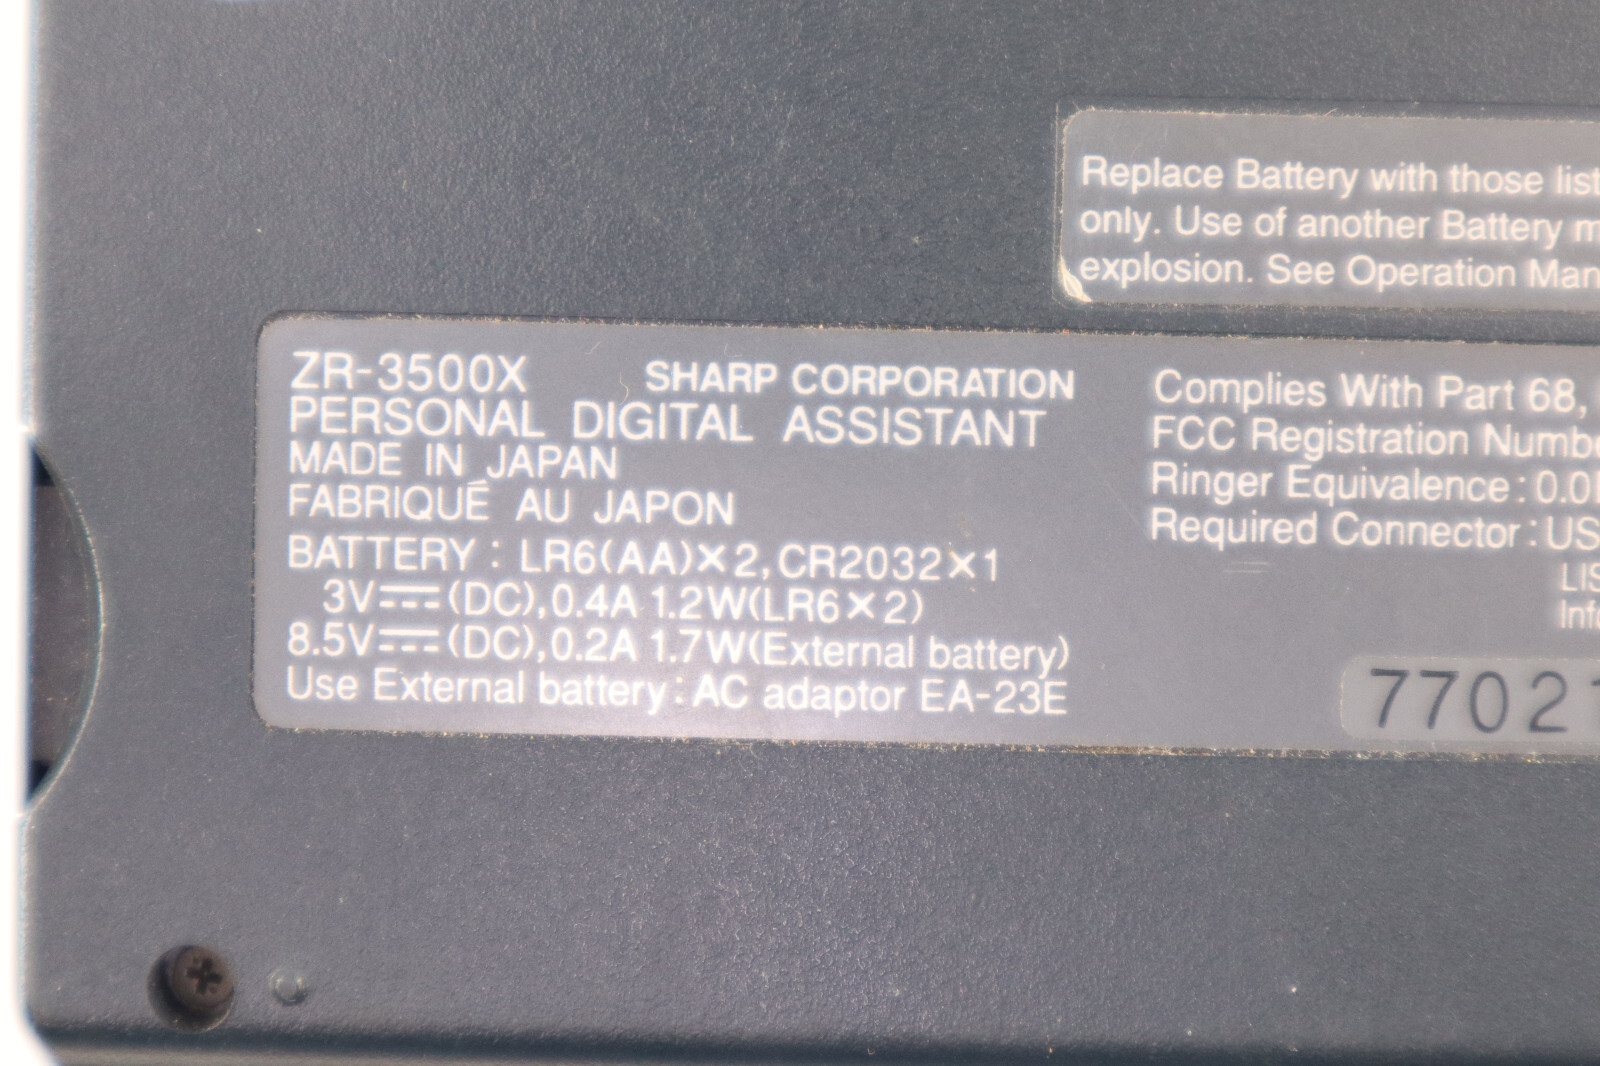 Replace Battery with those list
only. Use of another Battery m
explosion. See Operation Man
ZR-3500X SHARP CORPORATION
PERSONAL DIGITAL ASSISTANT
MADE IN JAPAN
FABRIQUÉ AU JAPON
BATTERY : LR6(AA)×2,CR2032×1
3V⎓(DC),0.4A 1.2W(LR6×2)
8.5V⎓(DC),0.2A 1.7W(External battery)
Use External battery : AC adaptor EA-23E
Complies With Part 68,
FCC Registration Numbe
Ringer Equivalence : 0.0
Required Connector : US
LIS
Info
77021